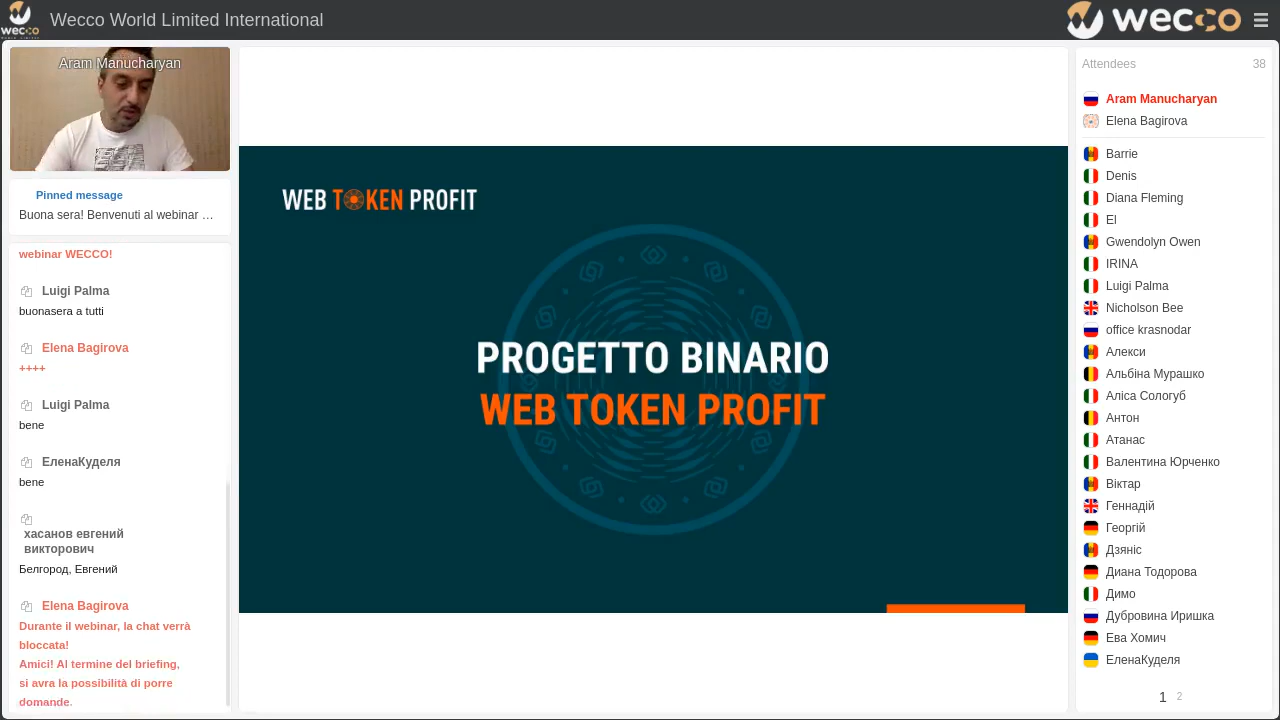 wecco
Wecco World Limited International
wecco
Aram Manucharyan
Pinned message
Buona sera! Benvenuti al webinar …
webinar WECCO!
Luigi Palma
buonasera a tutti
Elena Bagirova
++++
Luigi Palma
bene
ЕленаКуделя
bene
хасанов евгений
викторович
Белгород, Евгений
Elena Bagirova
Durante il webinar, la chat verrà
bloccata!
Amici! Al termine del briefing,
si avra la possibilità di porre
domande.
WEB TOKEN PROFIT
PROGETTO BINARIO
WEB TOKEN PROFIT
Attendees 38
Aram Manucharyan
Elena Bagirova
Barrie
Denis
Diana Fleming
El
Gwendolyn Owen
IRINA
Luigi Palma
Nicholson Bee
office krasnodar
Алекси
Альбіна Мурашко
Аліса Сологуб
Антон
Атанас
Валентина Юрченко
Віктар
Геннадій
Георгій
Дзяніс
Диана Тодорова
Димо
Дубровина Иришка
Ева Хомич
ЕленаКуделя
1 2